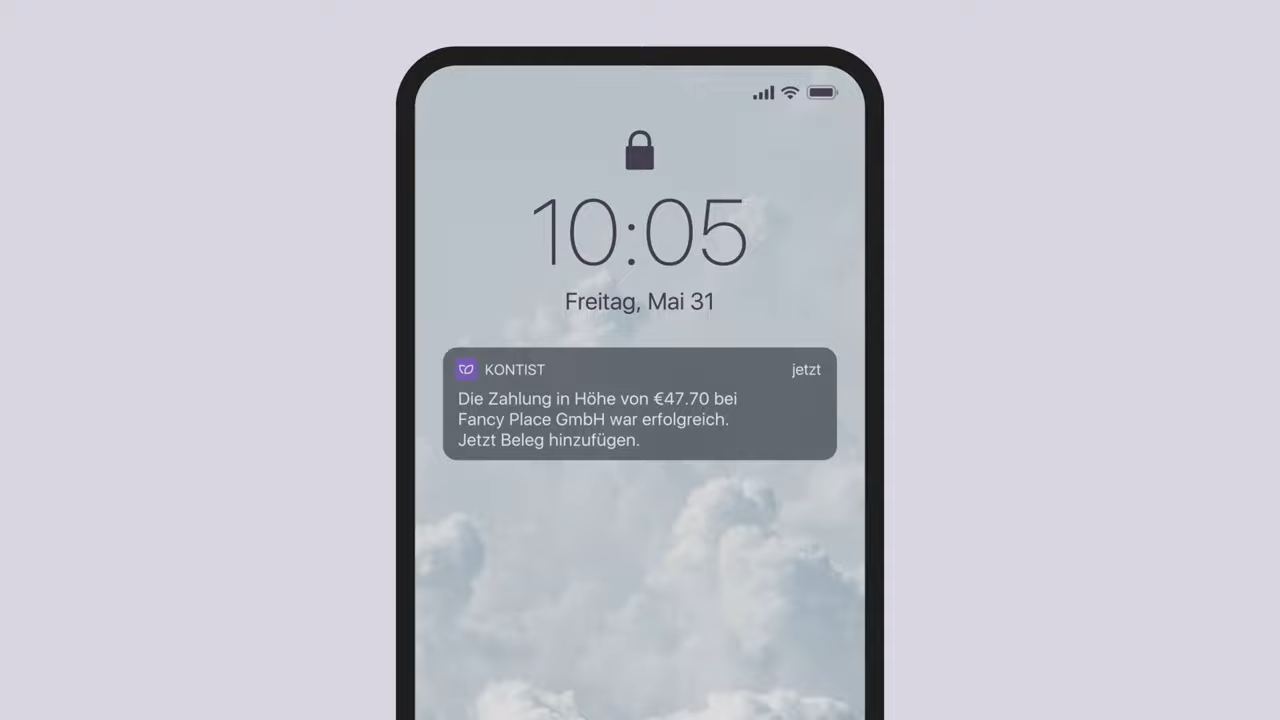 10:05
Freitag, Mai 31
KONTIST jetzt
Die Zahlung in Höhe von €47.70 bei
Fancy Place GmbH war erfolgreich.
Jetzt Beleg hinzufügen.